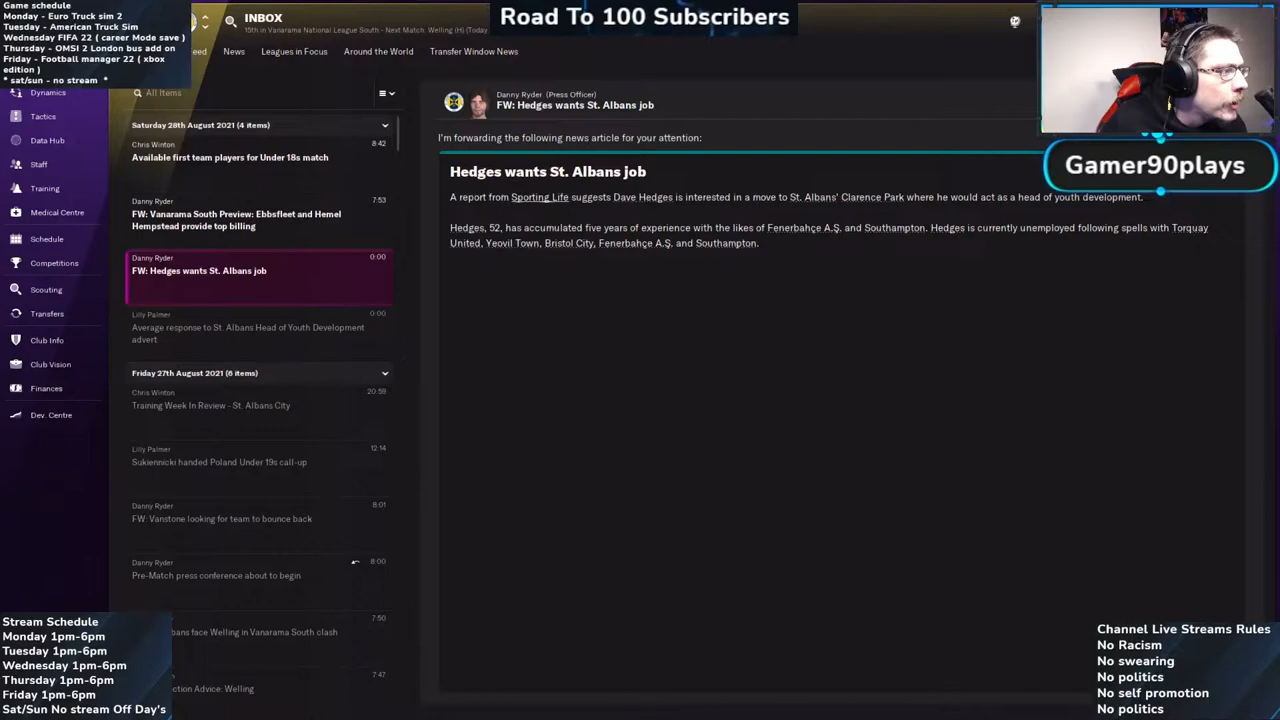 Game schedule
Monday - Euro Truck sim 2
Tuesday - American Truck Sim
Wednesday FIFA 22 ( career Mode save )
Thursday - OMSI 2 London bus add on
Friday - Football manager 22 ( xbox
edition )
* sat/sun - no stream *
INBOX
15th in Vanarama National League South - Next Match: Welling (H) (Today
Road To 100 Subscribers
News
Leagues in Focus
Around the World
Transfer Window News
Dynamics
Tactics
Data Hub
Staff
Training
Medical Centre
Schedule
Competitions
Scouting
Transfers
Club Info
Club Vision
Finances
Dev. Centre
All Items
Saturday 28th August 2021 (4 items)
Chris Winton
8:42
Available first team players for Under 18s match
Danny Ryder
7:53
FW: Vanarama South Preview: Ebbsfleet and Hemel
Hempstead provide top billing
Danny Ryder
0:00
FW: Hedges wants St. Albans job
Lilly Palmer
0:00
Average response to St. Albans Head of Youth Development
advert
Friday 27th August 2021 (6 items)
Chris Winton
20:59
Training Week In Review - St. Albans City
Lilly Palmer
12:14
Sukiennicki handed Poland Under 19s call-up
Danny Ryder
8:01
FW: Vanstone looking for team to bounce back
Danny Ryder
8:00
Pre-Match press conference about to begin
7:50
face Welling in Vanarama South clash
7:47
Advice: Welling
Danny Ryder (Press Officer)
FW: Hedges wants St. Albans job
I'm forwarding the following news article for your attention:
Hedges wants St. Albans job
A report from Sporting Life suggests Dave Hedges is interested in a move to St. Albans' Clarence Park where he would act as a head of youth development.
Hedges, 52, has accumulated five years of experience with the likes of Fenerbahçe A.Ş. and Southampton. Hedges is currently unemployed following spells with Torquay
United, Yeovil Town, Bristol City, Fenerbahçe A.Ş. and Southampton.
Gamer90plays
Stream Schedule
Monday 1pm-6pm
Tuesday 1pm-6pm
Wednesday 1pm-6pm
Thursday 1pm-6pm
Friday 1pm-6pm
Sat/Sun No stream Off Day's
Channel Live Streams Rules
No Racism
No swearing
No politics
No self promotion
No politics